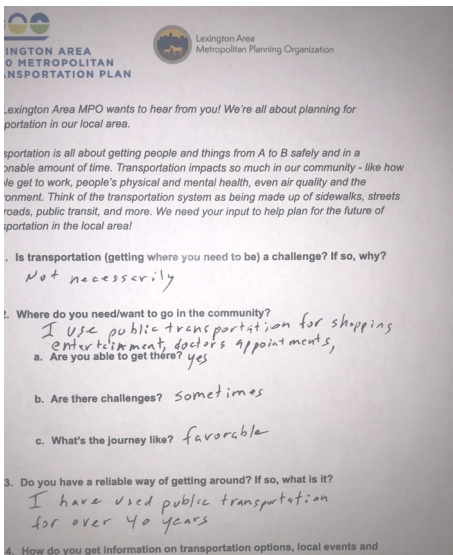 INGTON AREA
0 METROPOLITAN
NSPORTATION PLAN
Lexington Area
Metropolitan Planning Organization
Lexington Area MPO wants to hear from you! We're all about planning for
portation in our local area.
sportation is all about getting people and things from A to B safely and in a
onable amount of time. Transportation impacts so much in our community - like how
le get to work, people's physical and mental health, even air quality and the
ronment. Think of the transportation system as being made up of sidewalks, streets
roads, public transit, and more. We need your input to help plan for the future of
sportation in the local area!
. Is transportation (getting where you need to be) a challenge? If so, why?
Not necessarily
2. Where do you need/want to go in the community?
I use public transportation for shopping
entertainment, doctors appointments,
a. Are you able to get there? yes
b. Are there challenges? Sometimes
c. What's the journey like? favorable
3. Do you have a reliable way of getting around? If so, what is it?
I have used public transportation
for over 40 years
4. How do you get information on transportation options, local events and